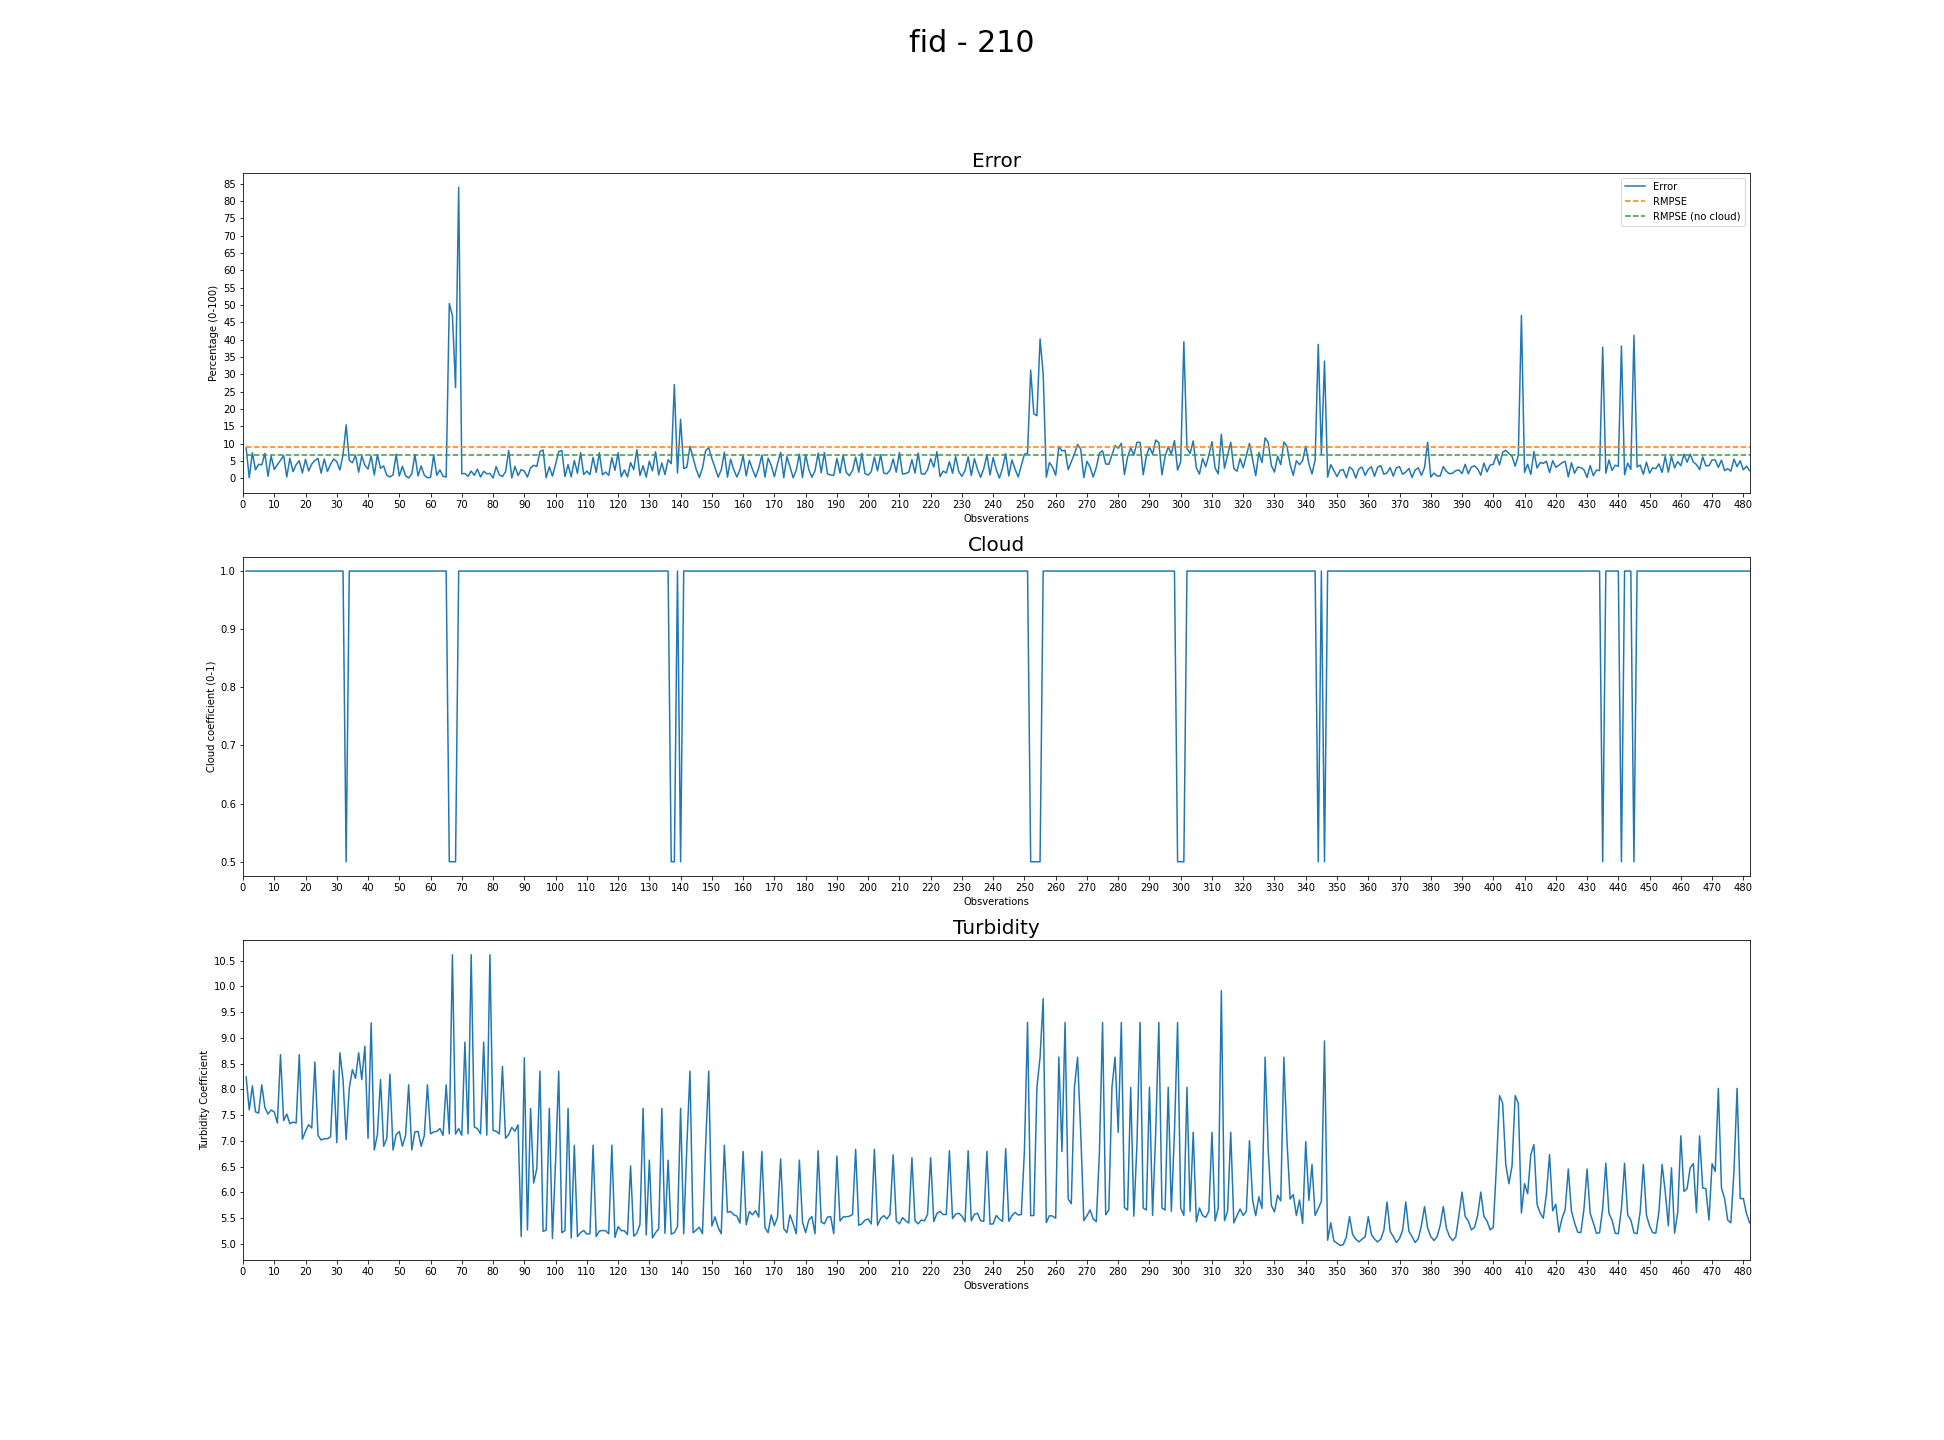 fid - 210
Error
85
80
75
70
65
60
55
50
45
40
35
30
25
20
15
10
5
0
Percentage (0-100)
Error
RMPSE
RMPSE (no cloud)
0 10 20 30 40 50 60 70 80 90 100 110 120 130 140 150 160 170 180 190 200 210 220 230 240 250 260 270 280 290 300 310 320 330 340 350 360 370 380 390 400 410 420 430 440 450 460 470 480
Obsverations
Cloud
1.0
0.9
0.8
0.7
0.6
0.5
Cloud coefficient (0-1)
0 10 20 30 40 50 60 70 80 90 100 110 120 130 140 150 160 170 180 190 200 210 220 230 240 250 260 270 280 290 300 310 320 330 340 350 360 370 380 390 400 410 420 430 440 450 460 470 480
Obsverations
Turbidity
10.5
10.0
9.5
9.0
8.5
8.0
7.5
7.0
6.5
6.0
5.5
5.0
Turbidity Coefficient
0 10 20 30 40 50 60 70 80 90 100 110 120 130 140 150 160 170 180 190 200 210 220 230 240 250 260 270 280 290 300 310 320 330 340 350 360 370 380 390 400 410 420 430 440 450 460 470 480
Obsverations